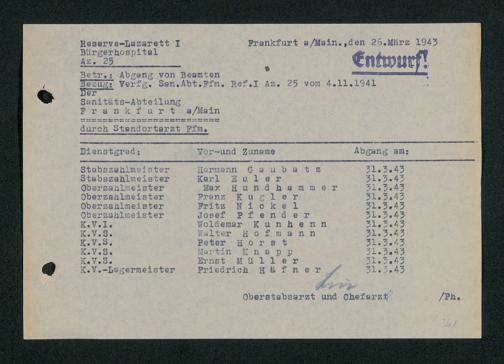 Reserve-Lazarett I Frankfurt a/Main.,den 26.März 1943
Bürgerhospital
Az. 25 Entwurf!
Betr.: Abgang von Beamten
Bezug: Verfg. San.Abt.Ffm. Ref.I Az. 25 vom 4.11.1941
Der
Sanitäts-Abteilung
F r a n k f u r t a/Main
=========================
durch Standortarzt Ffm.
Dienstgrad: Vor-und Zuname Abgang am:
Stabszahlmeister Hermann G a u b a t z 31.3.43
Stabszahlmeister Karl E u l e r 31.3.43
Oberzahlmeister Max H u n d h a m m e r 31.3.43
Oberzahlmeister Franz K u g l e r 31.3.43
Oberzahlmeister Fritz N i c k e l 31.3.43
Oberzahlmeister Josef P f e n d e r 31.3.43
K.V.I. Woldemar K u n h e n n 31.3.43
K.V.S. Walter H o f m a n n 31.3.43
K.V.S. Peter H o r s t 31.3.43
K.V.S. Martin K n a p p 31.3.43
K.V.S. Ernst M ü l l e r 31.3.43
K.V.-Lagermeister Friedrich H ä f n e r 31.3.43
Oberstabsarzt und Chefarzt /Ph.